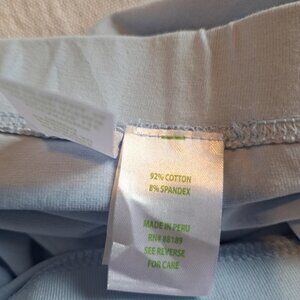 92% COTTON
8% SPANDEX
MADE IN PERU
RN# 88189
SEE REVERSE
FOR CARE